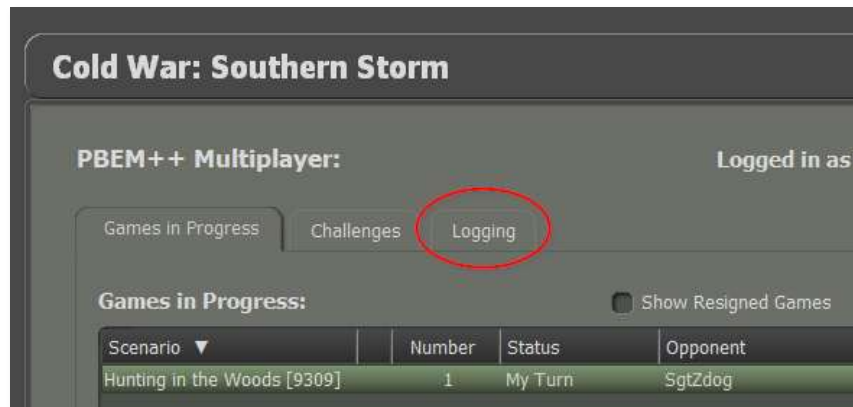 Cold War: Southern Storm
PBEM++ Multiplayer: Logged in as
Games in Progress Challenges Logging
Games in Progress: Show Resigned Games
Scenario ▼ Number Status Opponent
Hunting in the Woods [9309] 1 My Turn SgtZdog